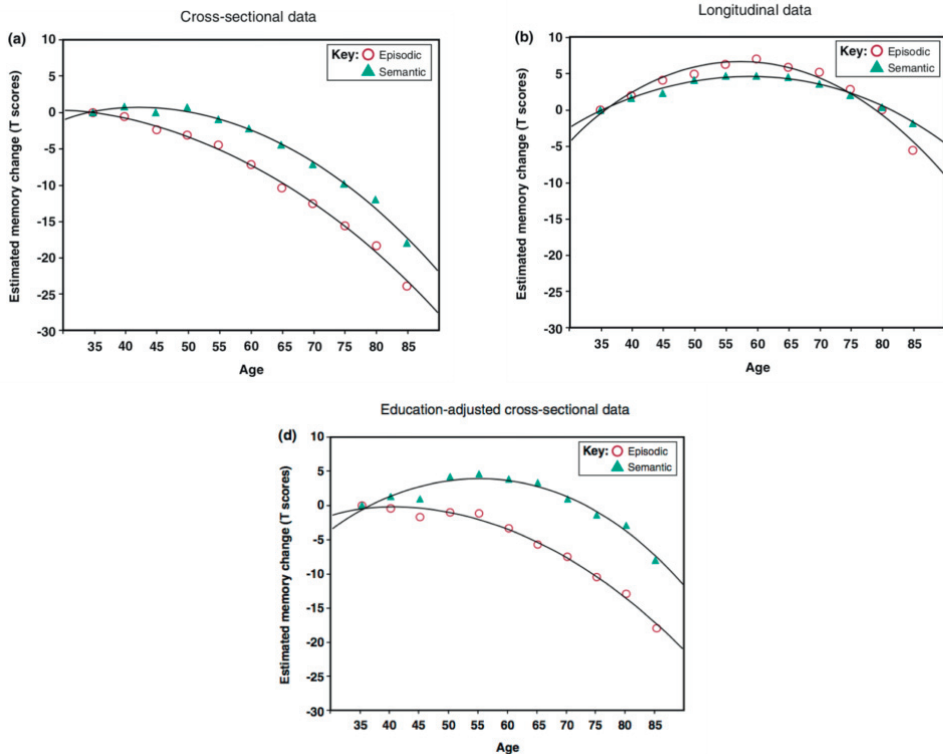 Cross-sectional data
(a)
Key: Episodic
Semantic
10
5
0
-5
-10
-15
-20
-25
-30
Estimated memory change (T scores)
35 40 45 50 55 60 65 70 75 80 85
Age
Longitudinal data
(b)
Key: Episodic
Semantic
10
5
0
-5
-10
-15
-20
-25
-30
Estimated memory change (T scores)
35 40 45 50 55 60 65 70 75 80 85
Age
Education-adjusted cross-sectional data
(d)
Key: Episodic
Semantic
10
5
0
-5
-10
-15
-20
-25
-30
Estimated memory change (T scores)
35 40 45 50 55 60 65 70 75 80 85
Age